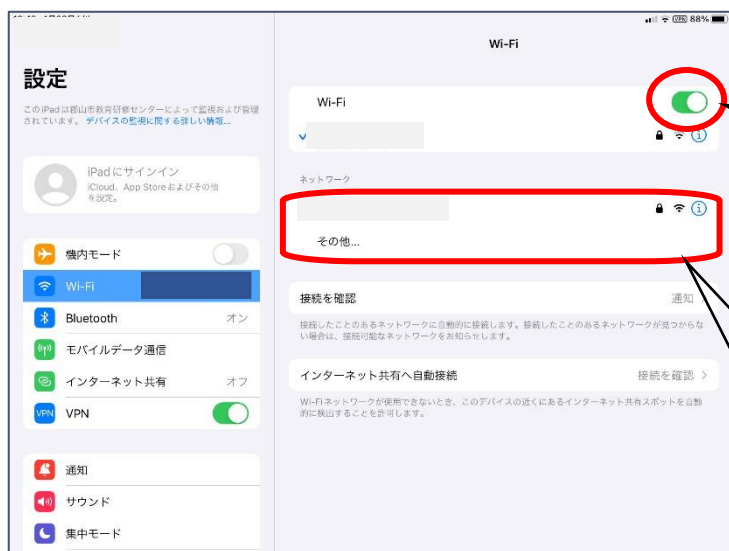 88%
Wi-Fi
設定
このiPadは郡山市教育研修センターによって監視および管理
されています。デバイスの監視に関する詳しい情報...
iPadにサインイン
iCloud、App Storeおよびその他
を設定。
機内モード
Wi-Fi
Bluetooth オン
モバイルデータ通信
インターネット共有 オフ
VPN VPN
通知
サウンド
集中モード
Wi-Fi
ネットワーク
その他...
接続を確認 通知
接続したことのあるネットワークに自動的に接続します。接続したことのあるネットワークが見つからな
い場合は、接続可能なネットワークをお知らせします。
インターネット共有へ自動接続 接続を確認
Wi-Fiネットワークが使用できないとき、このデバイスの近くにあるインターネット共有スポットを自動
的に検出することを許可します。